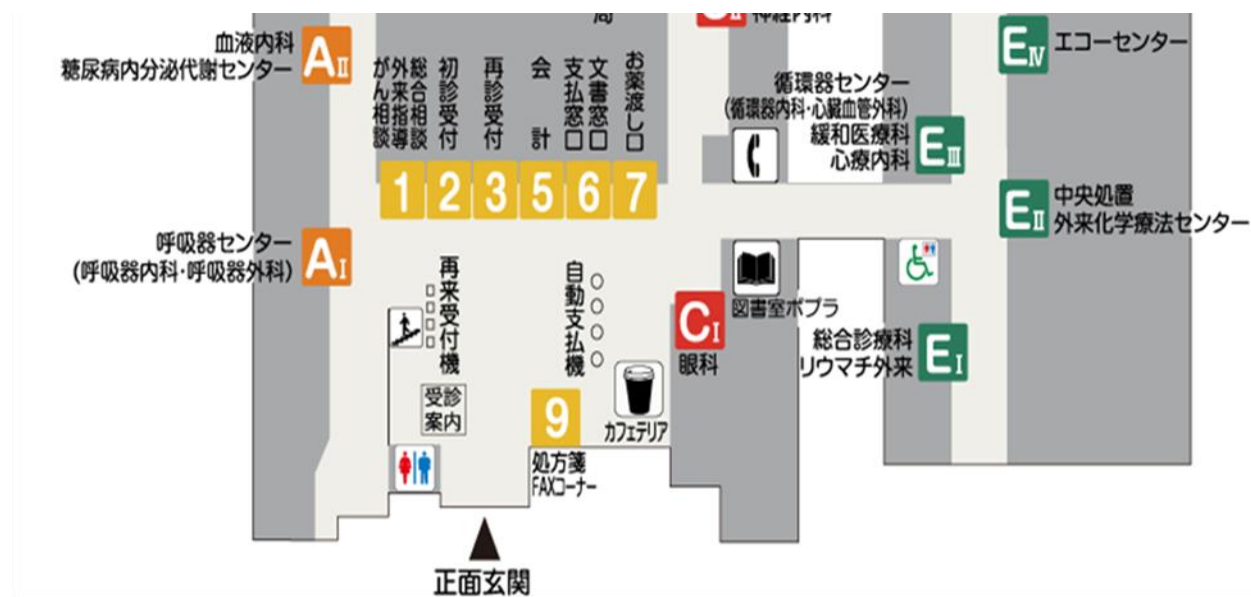 局
神経内科
血液内科
糖尿病内分泌代謝センター
AⅡ
エコーセンター
EⅣ
がん相談
外来指導
総合相談
初診受付
再診受付
会計
支払窓口
文書窓口
お薬渡し口
循環器センター
(循環器内科・心臓血管外科)
緩和医療科
心療内科
EⅢ
1
2
3
5
6
7
中央処置
外来化学療法センター
EⅡ
呼吸器センター
(呼吸器内科・呼吸器外科)
AⅠ
再来受付機
自動支払機
図書室ポプラ
CⅠ
眼科
総合診療科
リウマチ外来
EⅠ
受診
案内
9
カフェテリア
処方箋
FAXコーナー
正面玄関